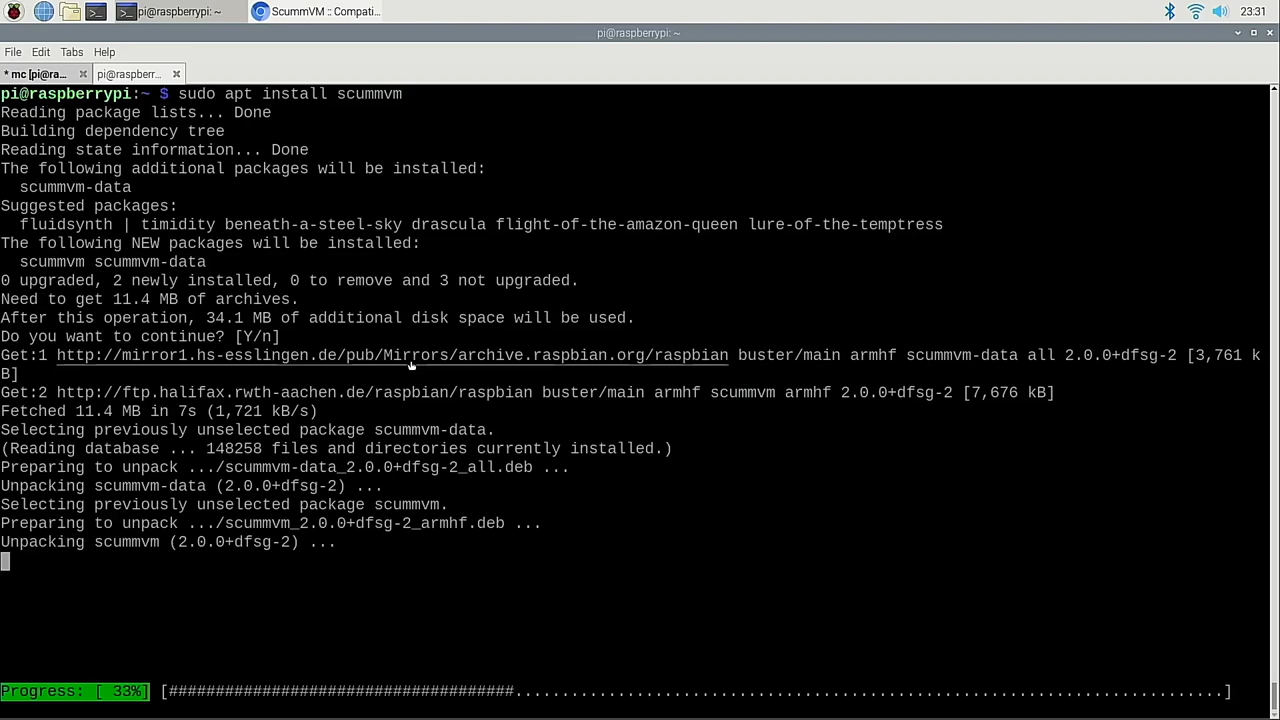 pi@raspberrypi: ~
ScummVM :: Compati...
23:31
pi@raspberrypi: ~
File Edit Tabs Help
* mc [pi@ra...
pi@raspberr...
pi@raspberrypi:~ $ sudo apt install scummvm
Reading package lists... Done
Building dependency tree
Reading state information... Done
The following additional packages will be installed:
scummvm-data
Suggested packages:
fluidsynth | timidity beneath-a-steel-sky drascula flight-of-the-amazon-queen lure-of-the-temptress
The following NEW packages will be installed:
scummvm scummvm-data
0 upgraded, 2 newly installed, 0 to remove and 3 not upgraded.
Need to get 11.4 MB of archives.
After this operation, 34.1 MB of additional disk space will be used.
Do you want to continue? [Y/n]
Get:1 http://mirror1.hs-esslingen.de/pub/Mirrors/archive.raspbian.org/raspbian buster/main armhf scummvm-data all 2.0.0+dfsg-2 [3,761 k
B]
Get:2 http://ftp.halifax.rwth-aachen.de/raspbian/raspbian buster/main armhf scummvm armhf 2.0.0+dfsg-2 [7,676 kB]
Fetched 11.4 MB in 7s (1,721 kB/s)
Selecting previously unselected package scummvm-data.
(Reading database ... 148258 files and directories currently installed.)
Preparing to unpack .../scummvm-data_2.0.0+dfsg-2_all.deb ...
Unpacking scummvm-data (2.0.0+dfsg-2) ...
Selecting previously unselected package scummvm.
Preparing to unpack .../scummvm_2.0.0+dfsg-2_armhf.deb ...
Unpacking scummvm (2.0.0+dfsg-2) ...
Progress: [ 33%] [#####################################............................................................................]